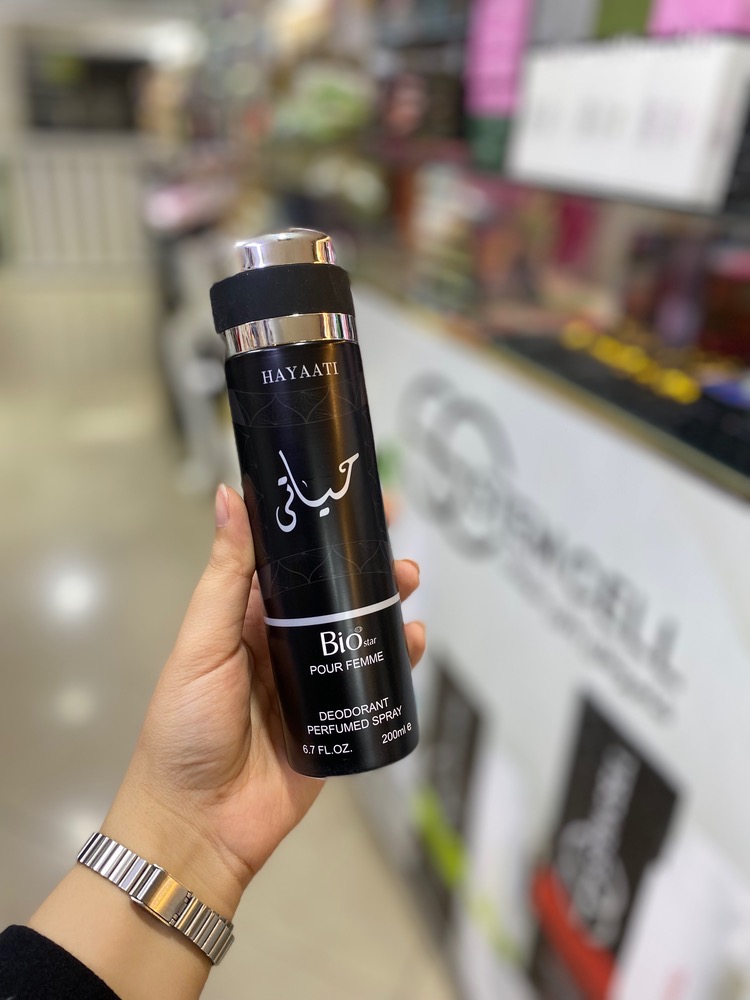 HAYAATI
حياتي
Bio star
POUR FEMME
DEODORANT
PERFUMED SPRAY
6.7 FL.OZ. 200ml e